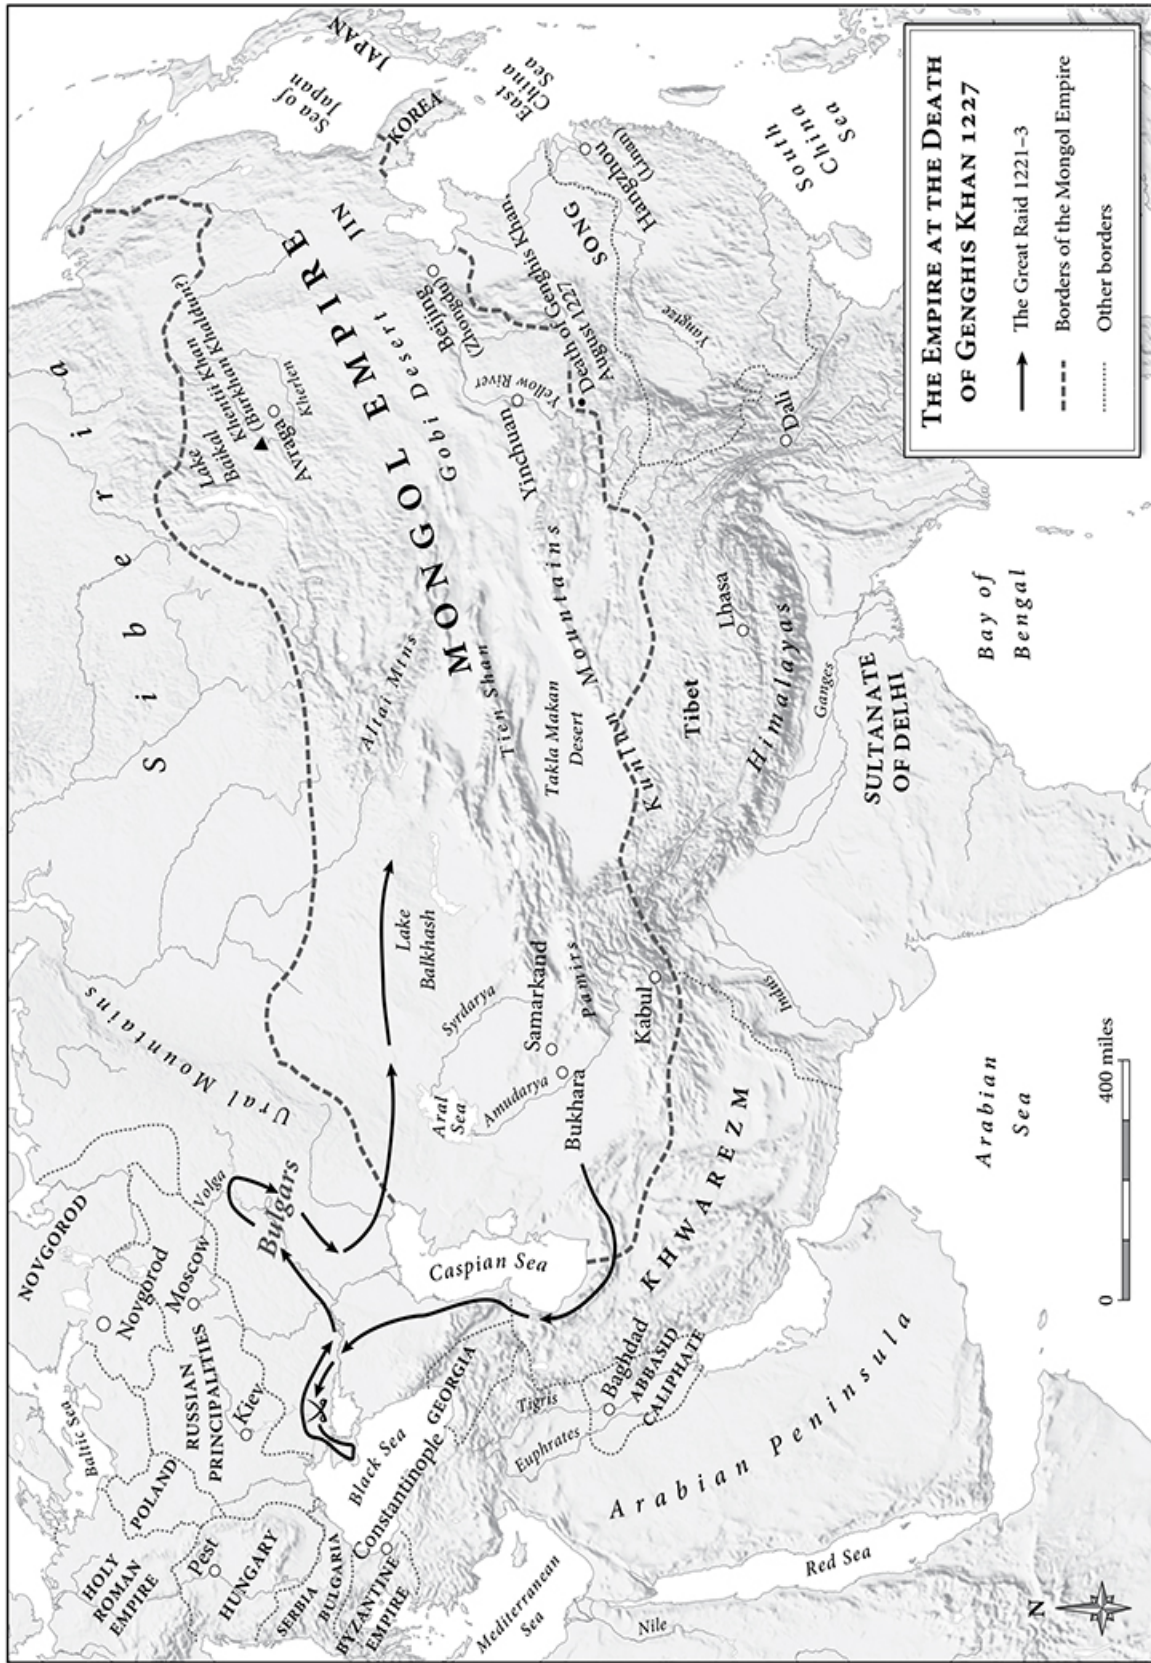 THE EMPIRE AT THE DEATH
OF GENGHIS KHAN 1227
The Great Raid 1221–3
Borders of the Mongol Empire
Other borders
NOVGOROD
Novgorod
Moscow
Volga
Ural Mountains
Siberia
Baltic Sea
RUSSIAN
PRINCIPALITIES
Kiev
Bulgars
HOLY
ROMAN
EMPIRE
POLAND
Pest
HUNGARY
SERBIA
BULGARIA
BYZANTINE
EMPIRE
Constantinople
Black Sea
GEORGIA
Caspian Sea
Aral
Sea
Syrdarya
Amudarya
Lake
Balkhash
Altai Mtns
Lake
Baikal
Khentii Khan
(Burkhan Khaldun?)
Avraga
Kherlen
MONGOL EMPIRE
Gobi Desert
JIN
Sea of
Japan
JAPAN
KOREA
East
China
Sea
Beijing
(Zhongdu)
Yellow River
Yinchuan
Death of Genghis Khan,
August 1227
SONG
Hangzhou
(Linan)
Yangtze
South
China
Sea
Dali
Tien Shan
Takla Makan
Desert
Kunlun Mountains
Tibet
Lhasa
Himalayas
Ganges
SULTANATE
OF DELHI
Bay of
Bengal
Samarkand
Bukhara
Pamirs
Kabul
Indus
KHWAREZM
Tigris
Euphrates
Baghdad
ABBASID
CALIPHATE
Mediterranean
Sea
Nile
Red Sea
Arabian Peninsula
Arabian
Sea
N
0
400 miles